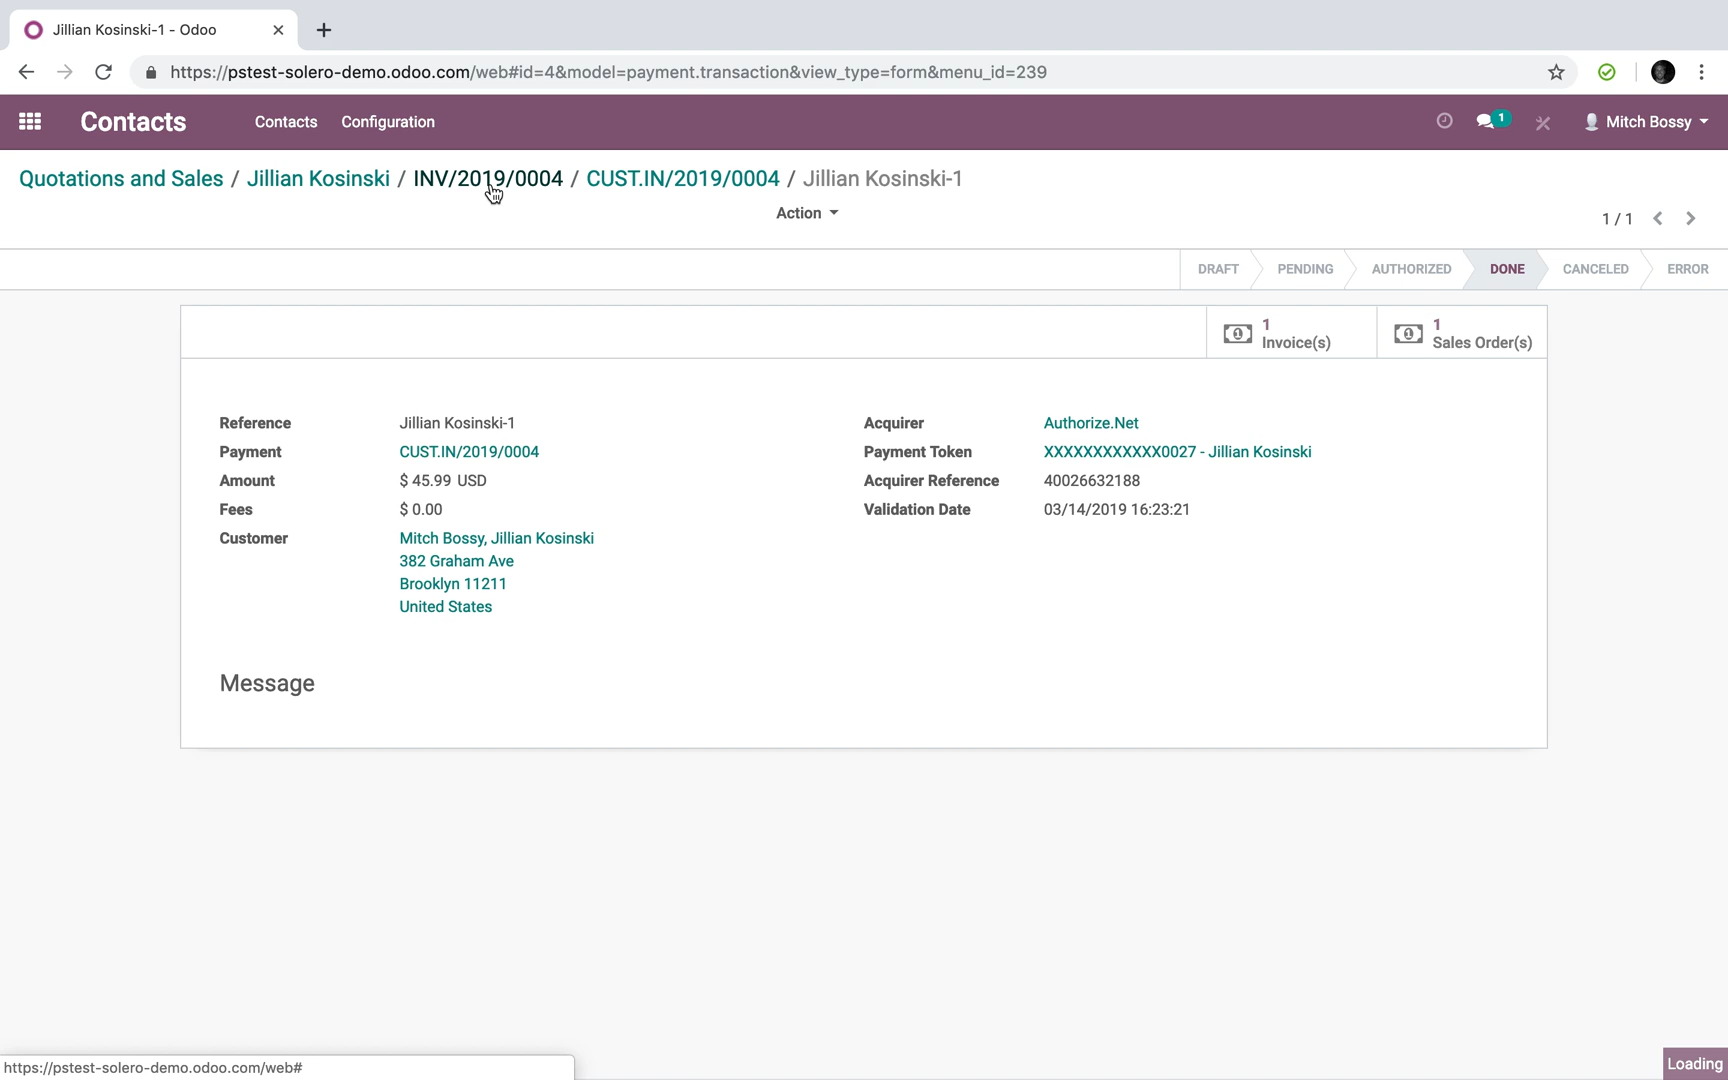 Jillian Kosinski-1 - Odoo
https://pstest-solero-demo.odoo.com/web#id=4&model=payment.transaction&view_type=form&menu_id=239
Contacts Contacts Configuration 1 Mitch Bossy
Quotations and Sales / Jillian Kosinski / INV/2019/0004 / CUST.IN/2019/0004 / Jillian Kosinski-1
Action 1 / 1
DRAFT PENDING AUTHORIZED DONE CANCELED ERROR
1 Invoice(s) 1 Sales Order(s)
Reference Jillian Kosinski-1 Acquirer Authorize.Net
Payment CUST.IN/2019/0004 Payment Token XXXXXXXXXXXX0027 - Jillian Kosinski
Amount $ 45.99 USD Acquirer Reference 40026632188
Fees $ 0.00 Validation Date 03/14/2019 16:23:21
Customer Mitch Bossy, Jillian Kosinski
382 Graham Ave
Brooklyn 11211
United States
Message
https://pstest-solero-demo.odoo.com/web# Loading